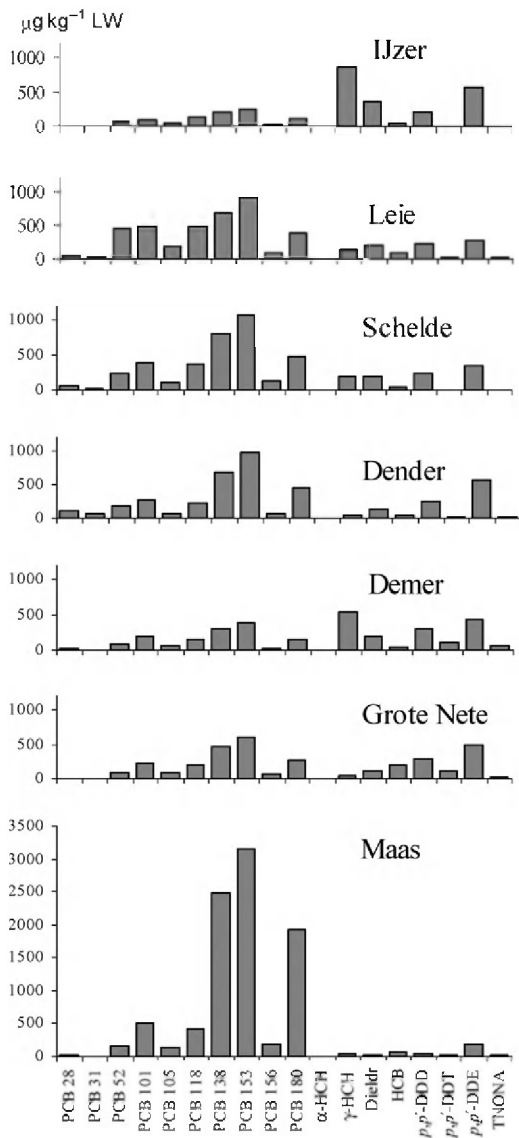 µg kg⁻¹ LW
IJzer
1000
500
0
Leie
1000
500
0
Schelde
1000
500
0
Dender
1000
500
0
Demer
1000
500
0
Grote Nete
1000
500
0
Maas
3500
3000
2500
2000
1500
1000
500
0
PCB 28
PCB 31
PCB 52
PCB 101
PCB 105
PCB 118
PCB 138
PCB 153
PCB 156
PCB 180
α-HCH
γ-HCH
Dieldr
HCB
p,p′-DDD
p,p′-DDT
p,p′-DDE
TNONA